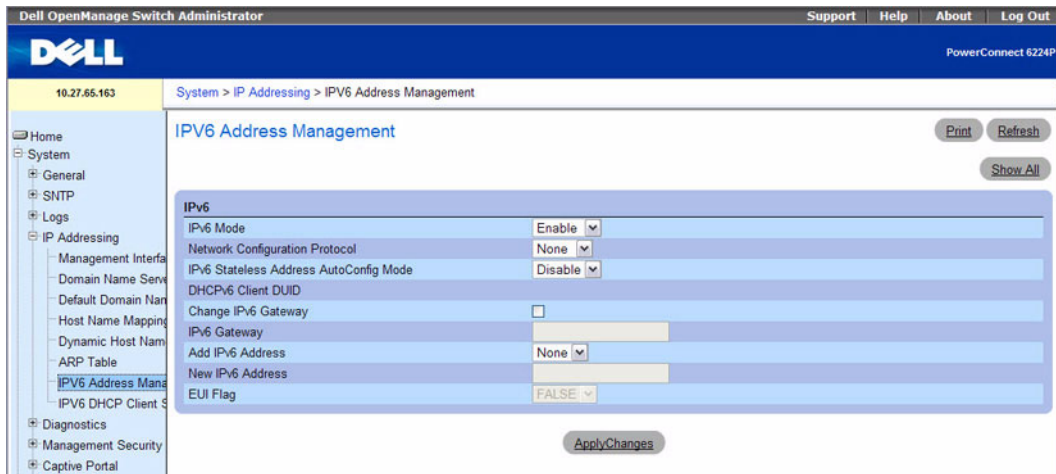 Dell OpenManage Switch Administrator
Support Help About Log Out
DELL
PowerConnect 6224P
10.27.65.163
System > IP Addressing > IPV6 Address Management
Home
System
General
SNTP
Logs
IP Addressing
Management Interfa
Domain Name Serve
Default Domain Nan
Host Name Mapping
Dynamic Host Nam
ARP Table
IPV6 Address Mana
IPV6 DHCP Client S
Diagnostics
Management Security
Captive Portal
IPV6 Address Management
Print Refresh
Show All
IPv6
IPv6 Mode Enable
Network Configuration Protocol None
IPv6 Stateless Address AutoConfig Mode Disable
DHCPv6 Client DUID
Change IPv6 Gateway
IPv6 Gateway
Add IPv6 Address None
New IPv6 Address
EUI Flag FALSE
ApplyChanges